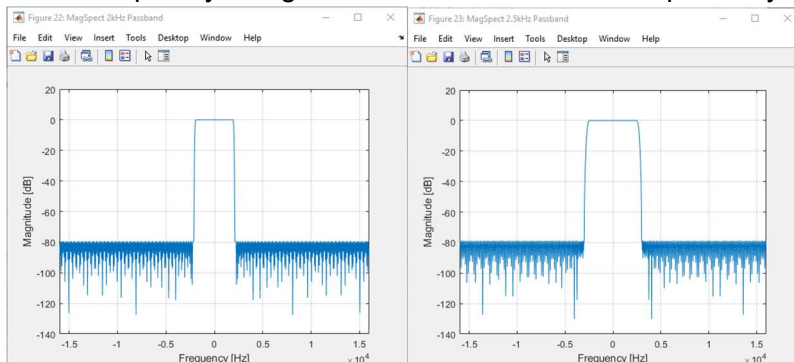 Figure 22: MagSpect 2kHz Passband
File Edit View Insert Tools Desktop Window Help
20
0
-20
-40
-60
-80
-100
-120
-140
Magnitude [dB]
-1.5 -1 -0.5 0 0.5 1 1.5
Frequency [Hz]
× 10⁴
Figure 23: MagSpect 2.5kHz Passband
File Edit View Insert Tools Desktop Window Help
20
0
-20
-40
-60
-80
-100
-120
-140
Magnitude [dB]
-1.5 -1 -0.5 0 0.5 1 1.5
Frequency [Hz]
× 10⁴